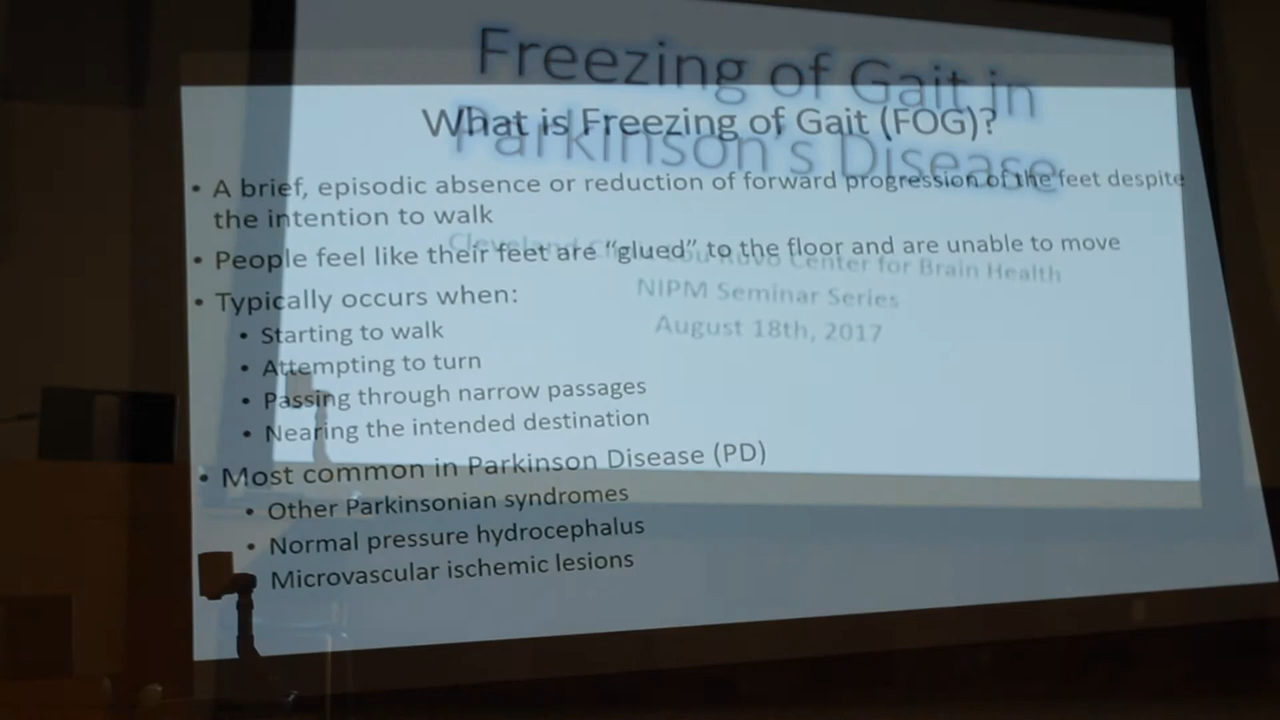 Freezing of Gait in
Parkinson's Disease
Cleveland Clinic Lou Ruvo Center for Brain Health
NIPM Seminar Series
August 18th, 2017
What is Freezing of Gait (FOG)?
• A brief, episodic absence or reduction of forward progression of the feet despite
the intention to walk
• People feel like their feet are “glued” to the floor and are unable to move
• Typically occurs when:
• Starting to walk
• Attempting to turn
• Passing through narrow passages
• Nearing the intended destination
• Most common in Parkinson Disease (PD)
• Other Parkinsonian syndromes
• Normal pressure hydrocephalus
Microvascular ischemic lesions